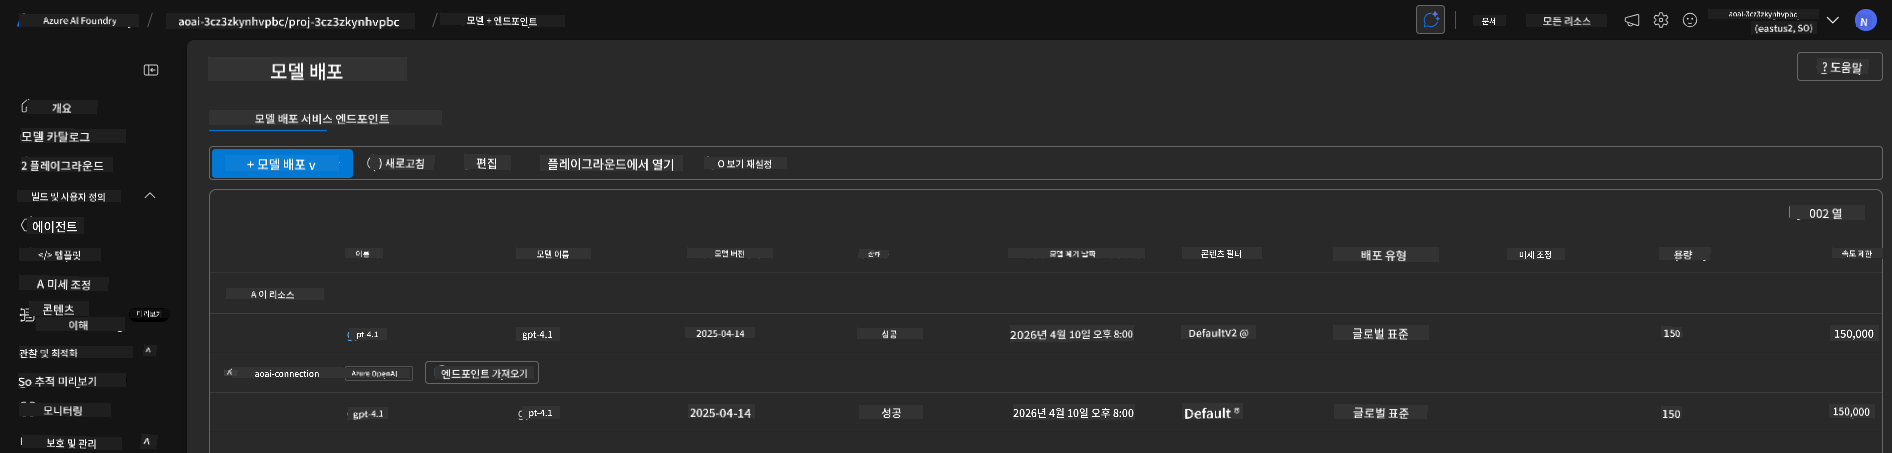 Azure AI Foundry / aoai-3cz3zkynhvpbc/proj-3cz3zkynhvpbc / 모델 + 엔드포인트
문서
모든 리소스
aoai-3cz3zkynhvpbc
(eastus2, SO)
N
개요
모델 카탈로그
2 플레이그라운드
빌드 및 사용자 정의
에이전트
</> 템플릿
A 미세 조정
콘텐츠
이해
미리보기
관찰 및 최적화
So 추적 미리보기
모니터링
보호 및 관리
모델 배포
? 도움말
모델 배포 서비스 엔드포인트
+ 모델 배포 v
새로고침
편집
플레이그라운드에서 열기
O 보기 재설정
002 열
이름 모델 이름 모델 버전 상태 모델 폐기 날짜 콘텐츠 필터 배포 유형 미세 조정 용량 속도 제한
A 이 리소스
gpt-4.1 gpt-4.1 2025-04-14 성공 2026년 4월 10일 오후 8:00 DefaultV2 @ 글로벌 표준 150 150,000
aoai-connection Azure OpenAI 엔드포인트 가져오기
gpt-4.1 gpt-4.1 2025-04-14 성공 2026년 4월 10일 오후 8:00 Default 글로벌 표준 150 150,000